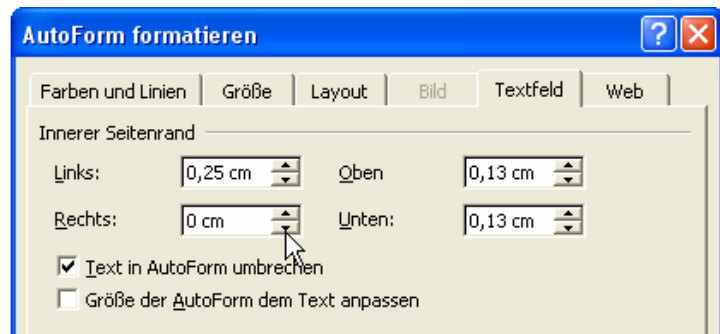 AutoForm formatieren
Farben und Linien Größe Layout Bild Textfeld Web
Innerer Seitenrand
Links: 0,25 cm Oben 0,13 cm
Rechts: 0 cm Unten: 0,13 cm
Text in AutoForm umbrechen
Größe der AutoForm dem Text anpassen